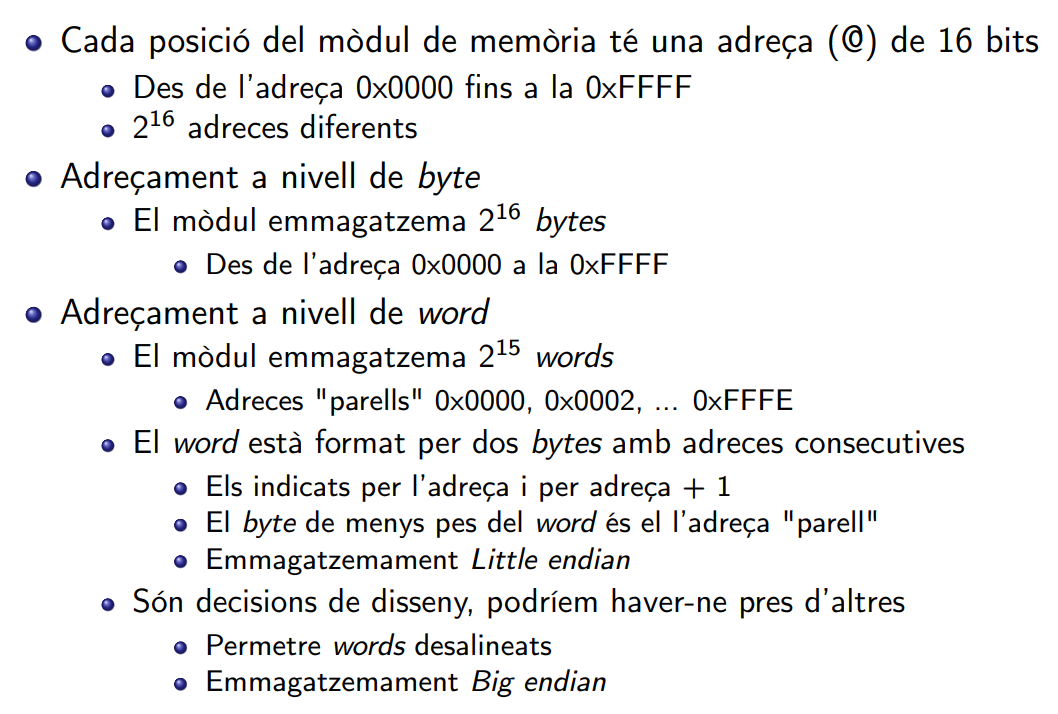 Cada posició del mòdul de memòria té una adreça (@) de 16 bits
Des de l'adreça 0x0000 fins a la 0xFFFF
2^16 adreces diferents
Adreçament a nivell de byte
El mòdul emmagatzema 2^16 bytes
Des de l'adreça 0x0000 a la 0xFFFF
Adreçament a nivell de word
El mòdul emmagatzema 2^15 words
Adreces "parells" 0x0000, 0x0002, ... 0xFFFE
El word està format per dos bytes amb adreces consecutives
Els indicats per l'adreça i per adreça + 1
El byte de menys pes del word és el l'adreça "parell"
Emmagatzemament Little endian
Són decisions de disseny, podríem haver-ne pres d'altres
Permetre words desalineats
Emmagatzemament Big endian